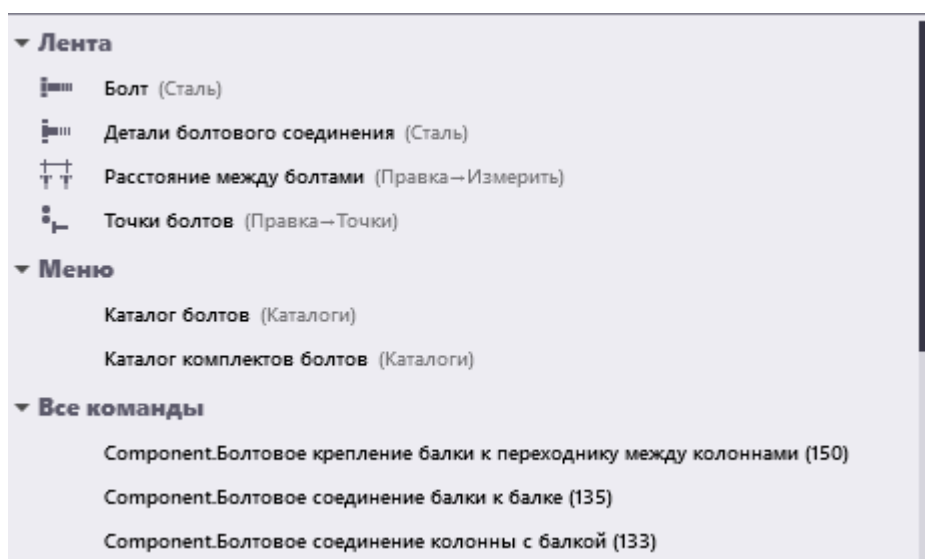 Лента
Болт (Сталь)
Детали болтового соединения (Сталь)
Расстояние между болтами (Правка→Измерить)
Точки болтов (Правка→Точки)
Меню
Каталог болтов (Каталоги)
Каталог комплектов болтов (Каталоги)
Все команды
Component.Болтовое крепление балки к переходнику между колоннами (150)
Component.Болтовое соединение балки к балке (135)
Component.Болтовое соединение колонны с балкой (133)